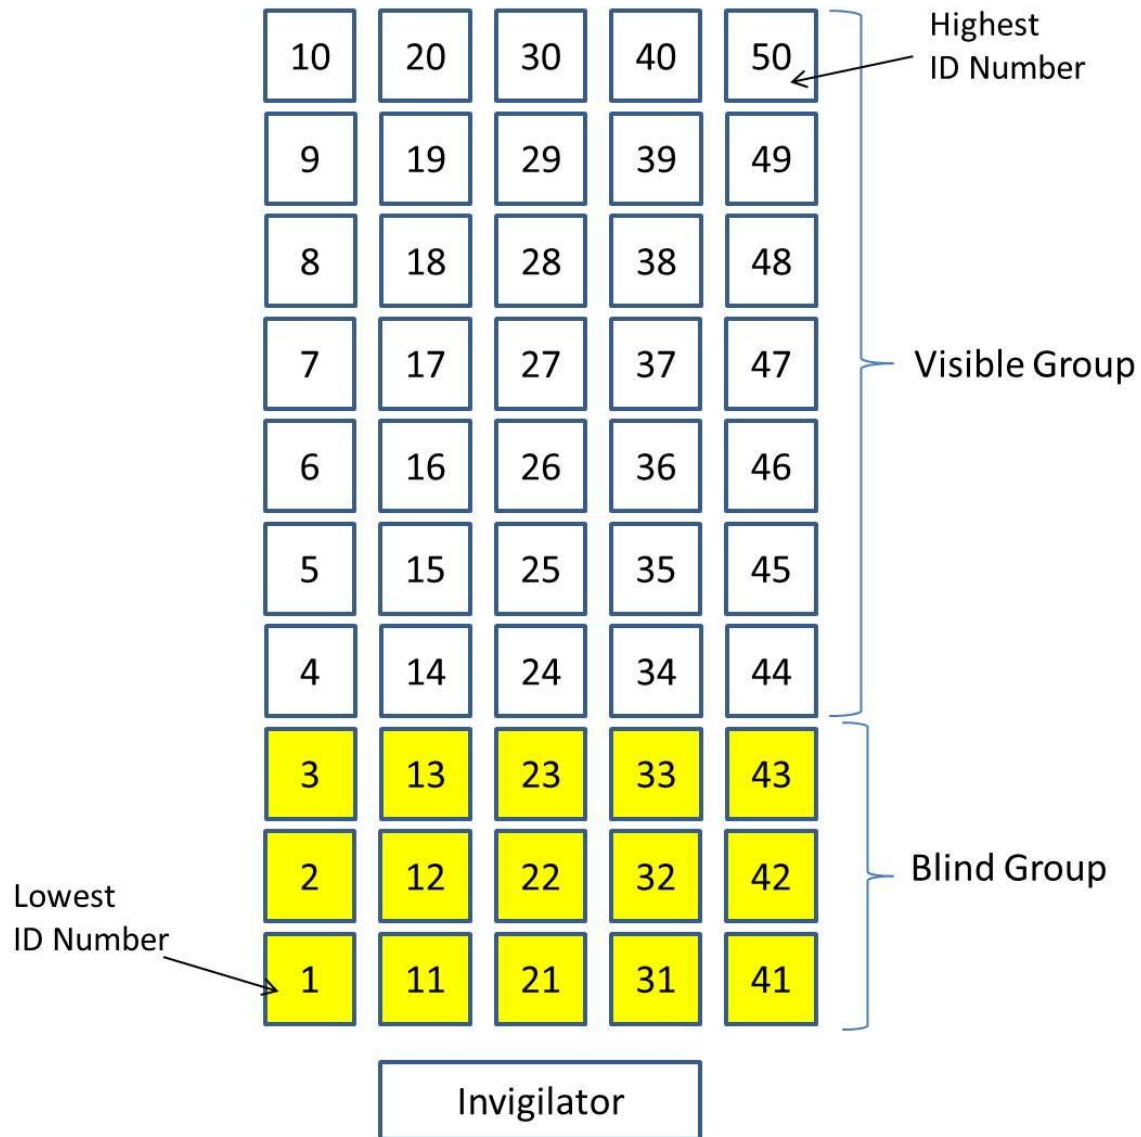 10 20 30 40 50
Highest
ID Number
9 19 29 39 49
8 18 28 38 48
7 17 27 37 47
Visible Group
6 16 26 36 46
5 15 25 35 45
4 14 24 34 44
3 13 23 33 43
2 12 22 32 42
Blind Group
Lowest
ID Number
1 11 21 31 41
Invigilator